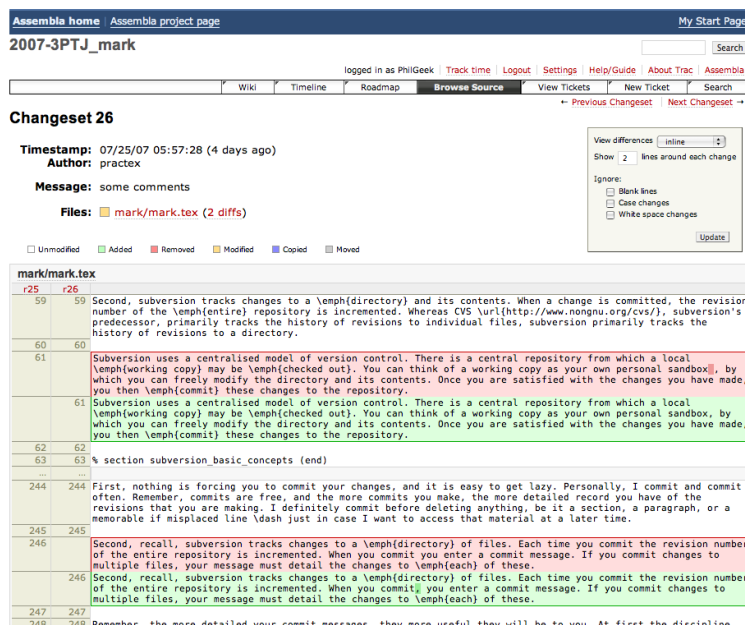 Assembla home | Assembla project page My Start Page
2007-3PTJ_mark
Search
logged in as PhilGeek | Track time | Logout | Settings | Help/Guide | About Trac | Assembla
Wiki Timeline Roadmap Browse Source View Tickets New Ticket Search
← Previous Changeset | Next Changeset →
Changeset 26
View differences inline
Show 2 lines around each change
Ignore:
Blank lines
Case changes
White space changes
Update
Timestamp: 07/25/07 05:57:28 (4 days ago)
Author: practex
Message: some comments
Files: mark/mark.tex (2 diffs)
Unmodified Added Removed Modified Copied Moved
mark/mark.tex
r25 r26
59 59 Second, subversion tracks changes to a \emph{directory} and its contents. When a change is committed, the revision
number of the \emph{entire} repository is incremented. Whereas CVS \url{http://www.nongnu.org/cvs/}, subversion's
predecessor, primarily tracks the history of revisions to individual files, subversion primarily tracks the
history of revisions to a directory.
60 60
61 Subversion uses a centralised model of version control. There is a central repository from which a local
\emph{working copy} may be \emph{checked out}. You can think of a working copy as your own personal sandbox , by
which you can freely modify the directory and its contents. Once you are satisfied with the changes you have made,
you then \emph{commit} these changes to the repository.
61 Subversion uses a centralised model of version control. There is a central repository from which a local
\emph{working copy} may be \emph{checked out}. You can think of a working copy as your own personal sandbox, by
which you can freely modify the directory and its contents. Once you are satisfied with the changes you have made,
you then \emph{commit} these changes to the repository.
62 62
63 63 % section subversion_basic_concepts (end)
... ...
244 244 First, nothing is forcing you to commit your changes, and it is easy to get lazy. Personally, I commit and commit
often. Remember, commits are free, and the more commits you make, the more detailed record you have of the
revisions that you are making. I definitely commit before deleting anything, be it a section, a paragraph, or a
memorable if misplaced line \dash just in case I want to access that material at a later time.
245 245
246 Second, recall, subversion tracks changes to a \emph{directory} of files. Each time you commit the revision number
of the entire repository is incremented. When you commit you enter a commit message. If you commit changes to
multiple files, your message must detail the changes to \emph{each} of these.
246 Second, recall, subversion tracks changes to a \emph{directory} of files. Each time you commit the revision number
of the entire repository is incremented. When you commit, you enter a commit message. If you commit changes to
multiple files, your message must detail the changes to \emph{each} of these.
247 247
248 248 Remember, the more detailed your commit messages, they more useful they will be to you. At first the discipline